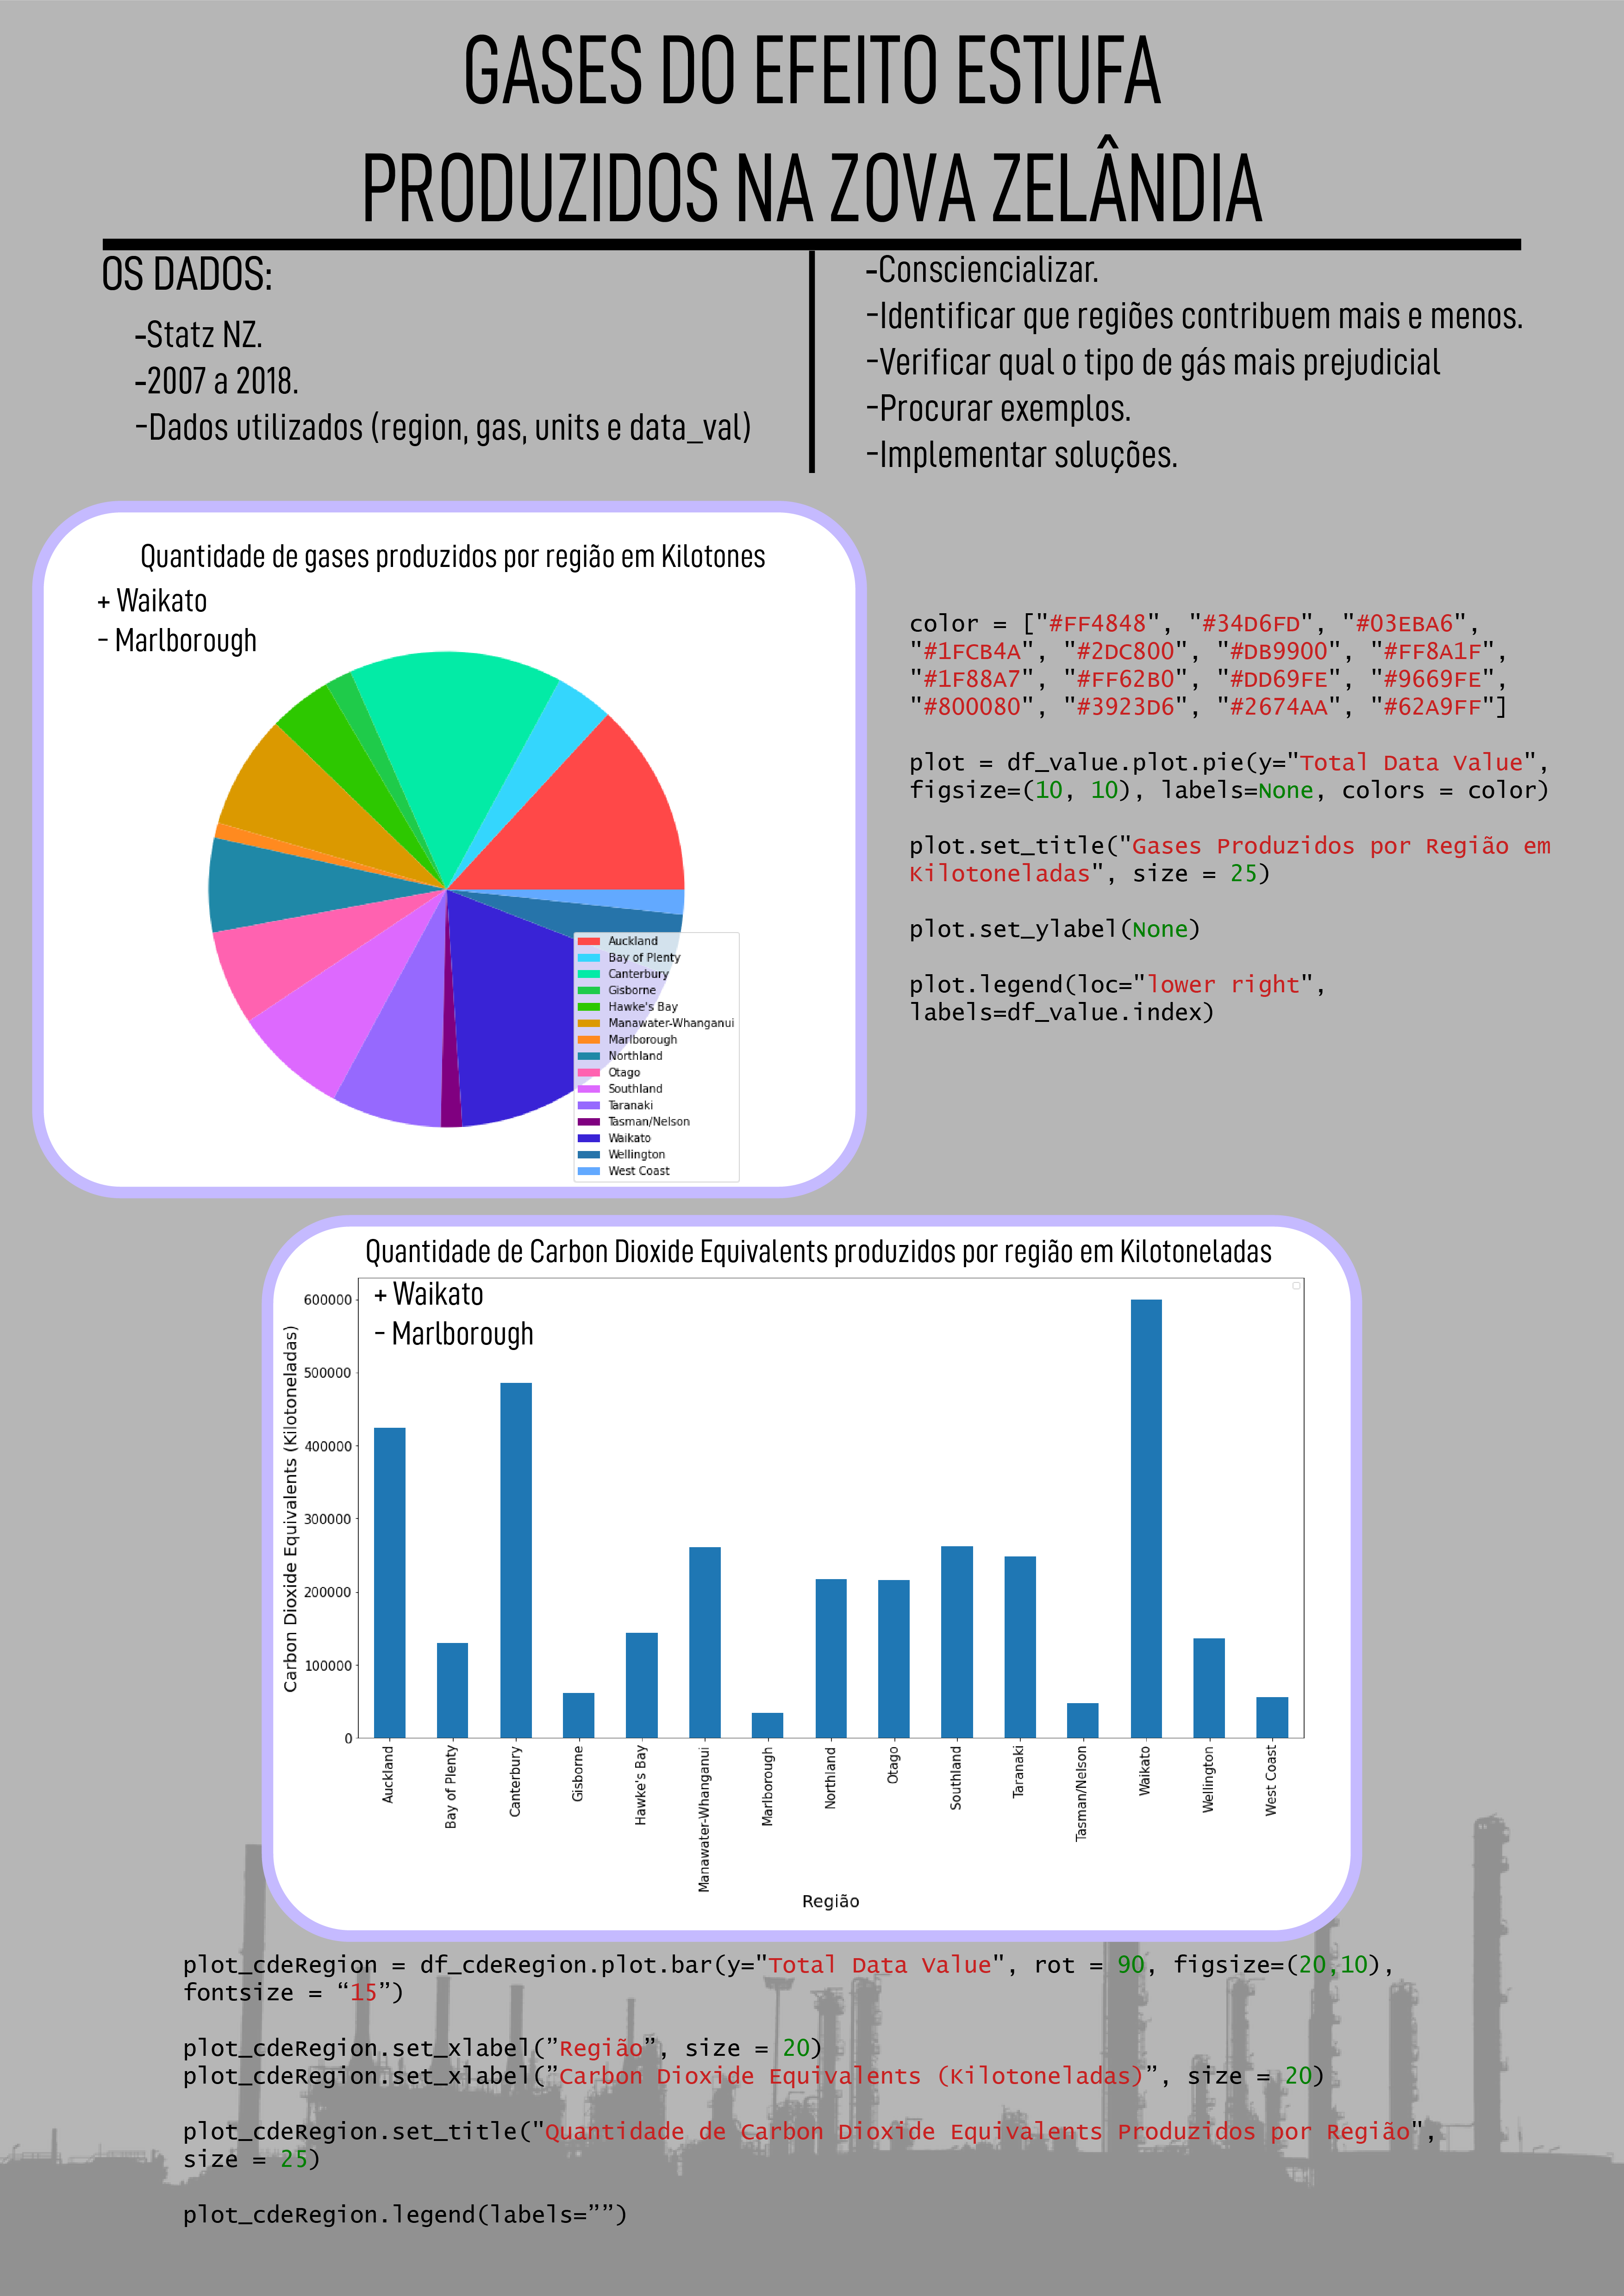 GASES DO EFEITO ESTUFA
PRODUZIDOS NA ZOVA ZELÂNDIA
OS DADOS:
-Statz NZ.
-2007 a 2018.
-Dados utilizados (region, gas, units e data_val)
-Consciencializar.
-Identificar que regiões contribuem mais e menos.
-Verificar qual o tipo de gás mais prejudicial
-Procurar exemplos.
-Implementar soluções.
Quantidade de gases produzidos por região em Kilotones
+ Waikato
- Marlborough
Auckland
Bay of Plenty
Canterbury
Gisborne
Hawke's Bay
Manawater-Whanganui
Marlborough
Northland
Otago
Southland
Taranaki
Tasman/Nelson
Waikato
Wellington
West Coast
color = ["#FF4848", "#34D6FD", "#03EBA6",
"#1FCB4A", "#2DC800", "#DB9900", "#FF8A1F",
"#1F88A7", "#FF62B0", "#DD69FE", "#9669FE",
"#800080", "#3923D6", "#2674AA", "#62A9FF"]
plot = df_value.plot.pie(y="Total Data Value",
figsize=(10, 10), labels=None, colors = color)
plot.set_title("Gases Produzidos por Região em
Kilotoneladas", size = 25)
plot.set_ylabel(None)
plot.legend(loc="lower right",
labels=df_value.index)
Quantidade de Carbon Dioxide Equivalents produzidos por região em Kilotoneladas
+ Waikato
- Marlborough
Carbon Dioxide Equivalents (Kilotoneladas)
600000
500000
400000
300000
200000
100000
0
Auckland
Bay of Plenty
Canterbury
Gisborne
Hawke's Bay
Manawater-Whanganui
Marlborough
Northland
Otago
Southland
Taranaki
Tasman/Nelson
Waikato
Wellington
West Coast
Região
plot_cdeRegion = df_cdeRegion.plot.bar(y="Total Data Value", rot = 90, figsize=(20,10),
fontsize = “15”)
plot_cdeRegion.set_xlabel(”Região”, size = 20)
plot_cdeRegion.set_xlabel(”Carbon Dioxide Equivalents (Kilotoneladas)”, size = 20)
plot_cdeRegion.set_title("Quantidade de Carbon Dioxide Equivalents Produzidos por Região",
size = 25)
plot_cdeRegion.legend(labels=””)